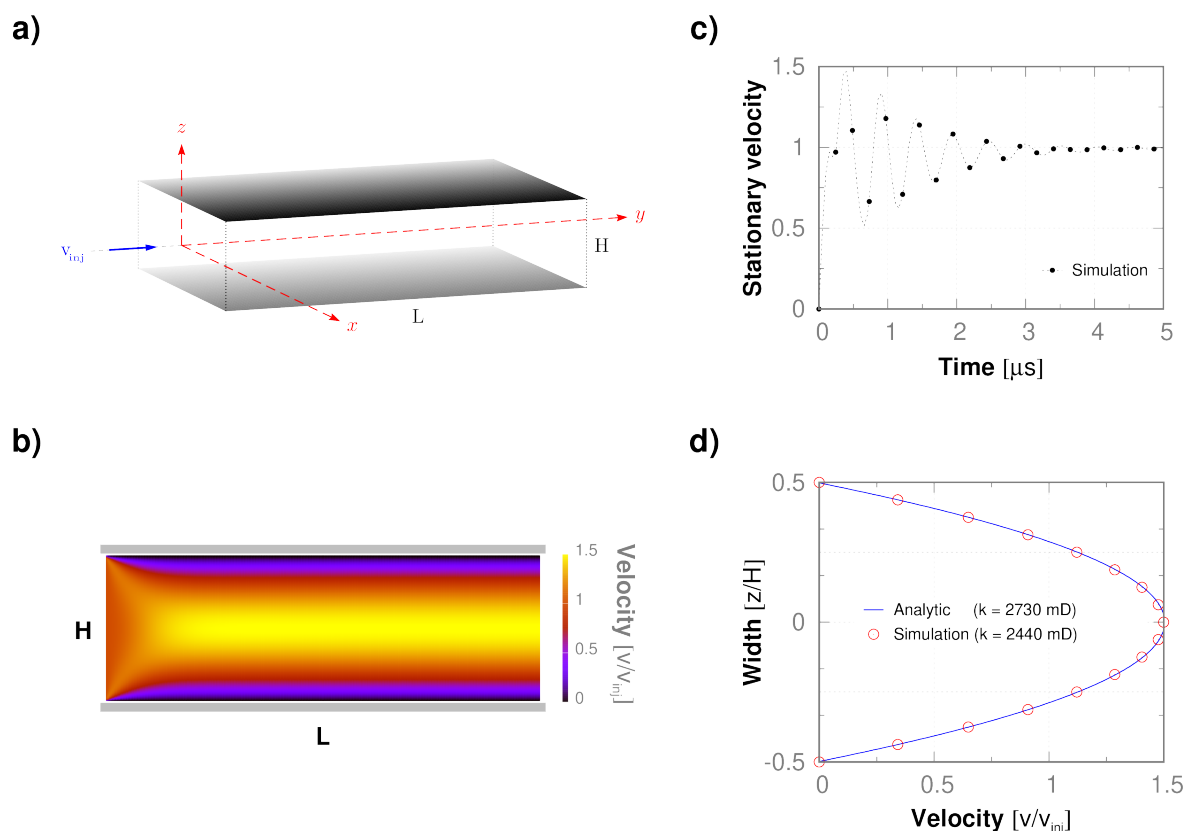 a)
z
y
v_inj
H
x
L
b)
H
L
1.5
1
0.5
0
Velocity [v/v_inj]
c)
Stationary velocity
1.5
1
0.5
0
Simulation
0 1 2 3 4 5
Time [μs]
d)
Width [z/H]
0.5
0
-0.5
Analytic (k = 2730 mD)
Simulation (k = 2440 mD)
0 0.5 1 1.5
Velocity [v/v_inj]